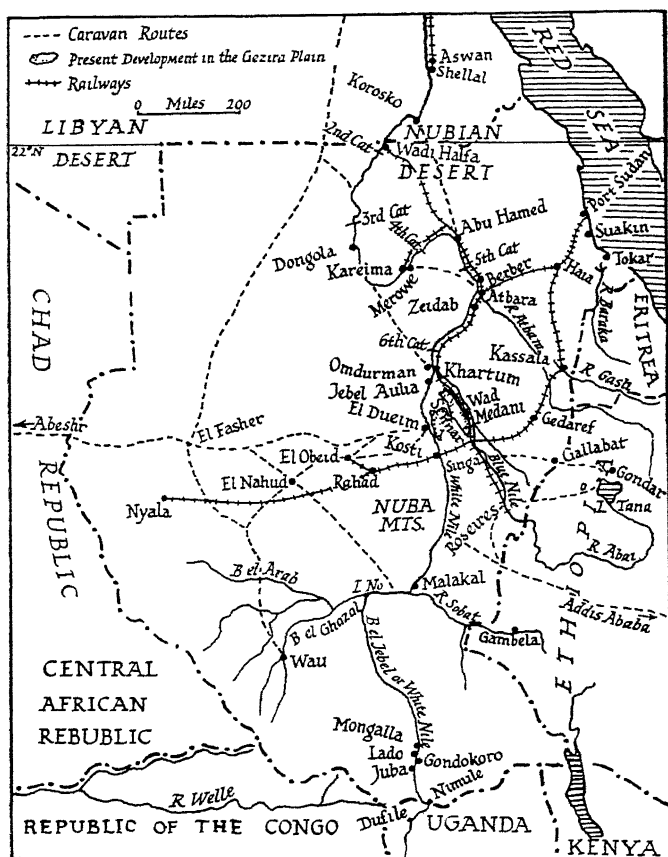 Caravan Routes
Present Development in the Gezira Plain
Railways
0 Miles 200
LIBYAN
DESERT
22°N
Aswan
Shellal
Korosko
RED
SEA
2nd Cat
NUBIAN
DESERT
Wadi Halfa
Port Sudan
Suakin
Tokar
3rd Cat
4th Cat
Abu Hamed
Dongola
Kareima
Merowe
5th Cat
Berber
Haia
Zeidab
Atbara
R Atbara
R Baraka
ERITREA
CHAD
REPUBLIC
6th Cat
Kassala
R Gash
Omdurman
Khartum
Jebel Aulia
Wad
Medani
El Dueim
Sennar
Gedaref
Abeshr
El Fasher
Kosti
Gallabat
El Obeid
Singa
Blue Nile
Gondar
El Nahud
Rahad
Tana
Nyala
NUBA
MTS.
White Nile
Roseires
R Abai
ETHIOPIA
B el Arab
L No
Malakal
R Sobat
Addis Ababa
B el Ghazal
Gambela
Wau
B el Jebel or White Nile
CENTRAL
AFRICAN
REBUBLIC
Mongalla
Lado
Gondokoro
Juba
Nimule
R Welle
Dufile
REPUBLIC OF THE CONGO
UGANDA
KENYA